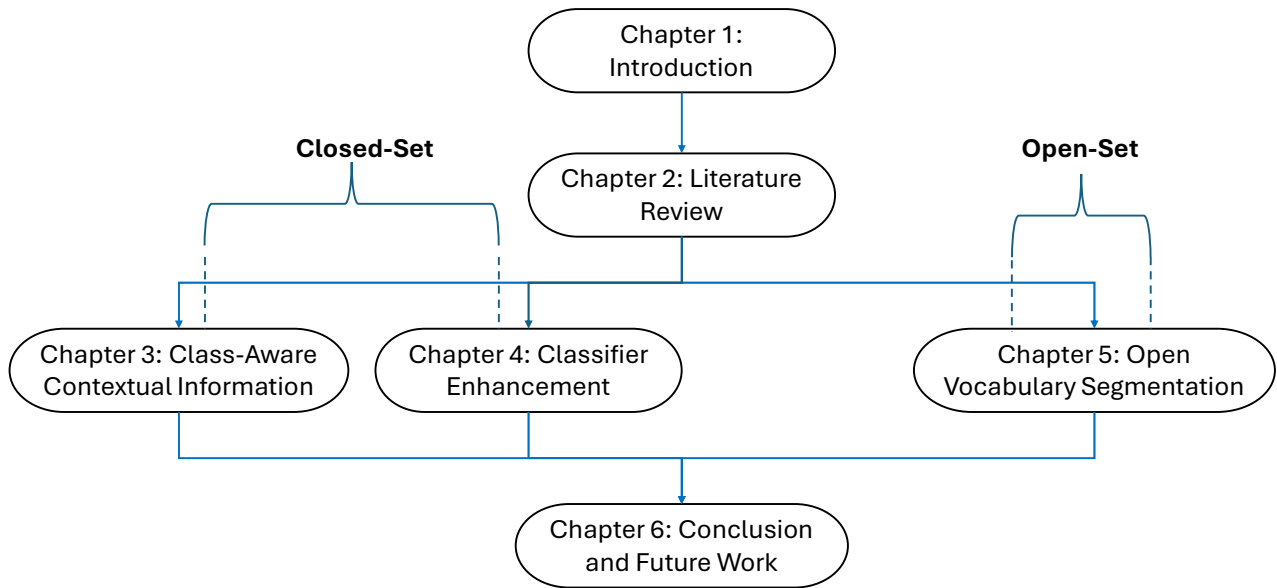 Chapter 1:
Introduction
Closed-Set
Open-Set
Chapter 2: Literature
Review
Chapter 3: Class-Aware
Contextual Information
Chapter 4: Classifier
Enhancement
Chapter 5: Open
Vocabulary Segmentation
Chapter 6: Conclusion
and Future Work